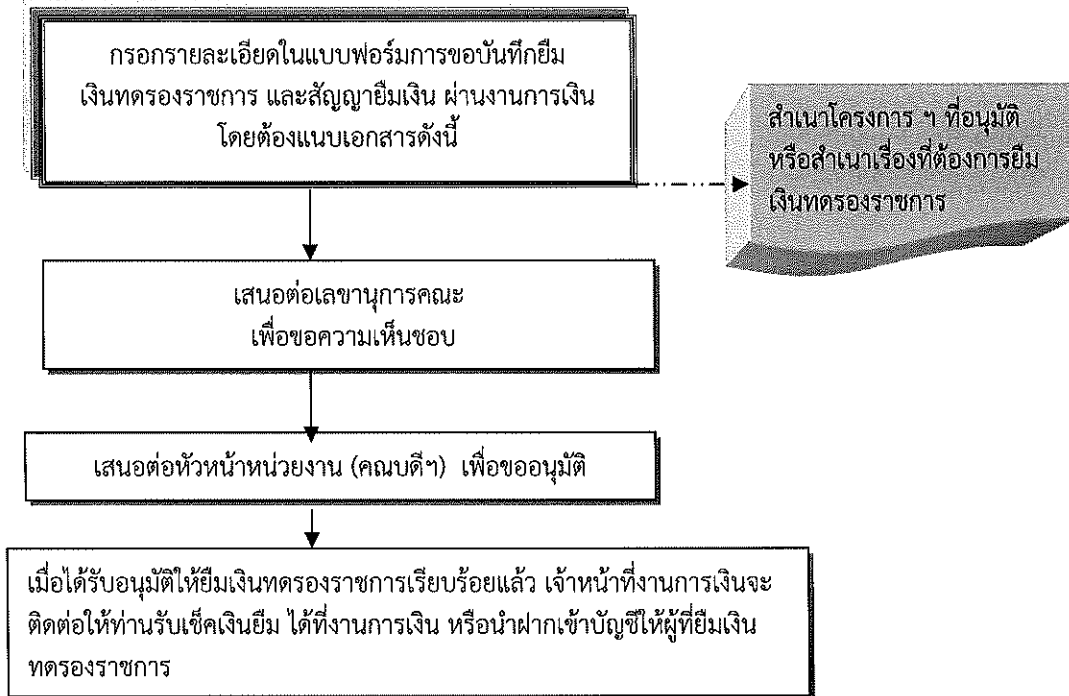 กรอกรายละเอียดในแบบฟอร์มการขอบันทึกยืม
เงินทดรองราชการ และสัญญายืมเงิน ผ่านงานการเงิน
โดยต้องแนบเอกสารดังนี้
สำเนาโครงการ ฯ ที่อนุมัติ
หรือสำเนาเรื่องที่ต้องการยืม
เงินทดรองราชการ
เสนอต่อเลขานุการคณะ
เพื่อขอความเห็นชอบ
เสนอต่อหัวหน้าหน่วยงาน (คณบดีฯ) เพื่อขออนุมัติ
เมื่อได้รับอนุมัติให้ยืมเงินทดรองราชการเรียบร้อยแล้ว เจ้าหน้าที่งานการเงินจะ
ติดต่อให้ท่านรับเช็คเงินยืม ได้ที่งานการเงิน หรือนำฝากเข้าบัญชีให้ผู้ที่ยืมเงิน
ทดรองราชการ